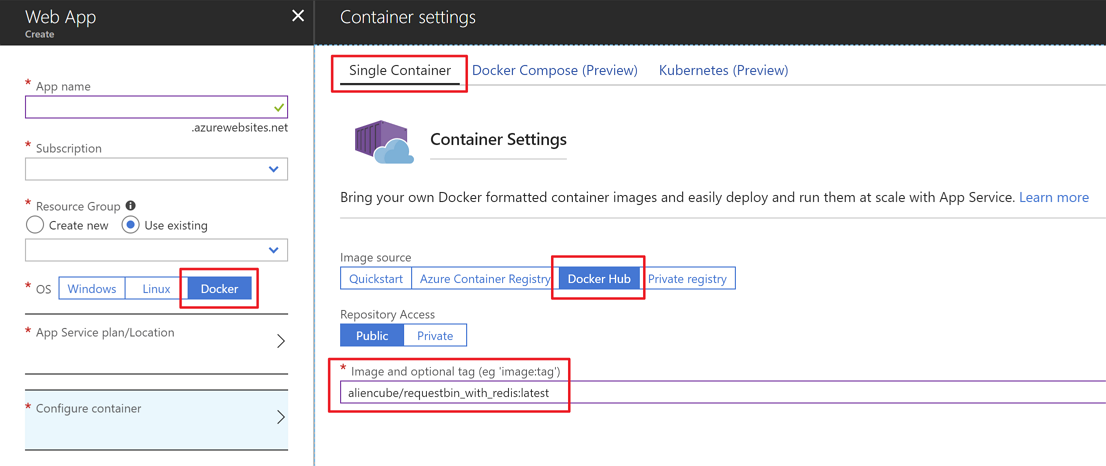 Web App
Create
* App name
.azurewebsites.net
* Subscription
* Resource Group
Create new
Use existing
* OS Windows Linux Docker
* App Service plan/Location
* Configure container
Container settings
Single Container Docker Compose (Preview) Kubernetes (Preview)
Container Settings
Bring your own Docker formatted container images and easily deploy and run them at scale with App Service. Learn more
Image source
Quickstart Azure Container Registry Docker Hub Private registry
Repository Access
Public Private
* Image and optional tag (eg 'image:tag')
aliencube/requestbin_with_redis:latest